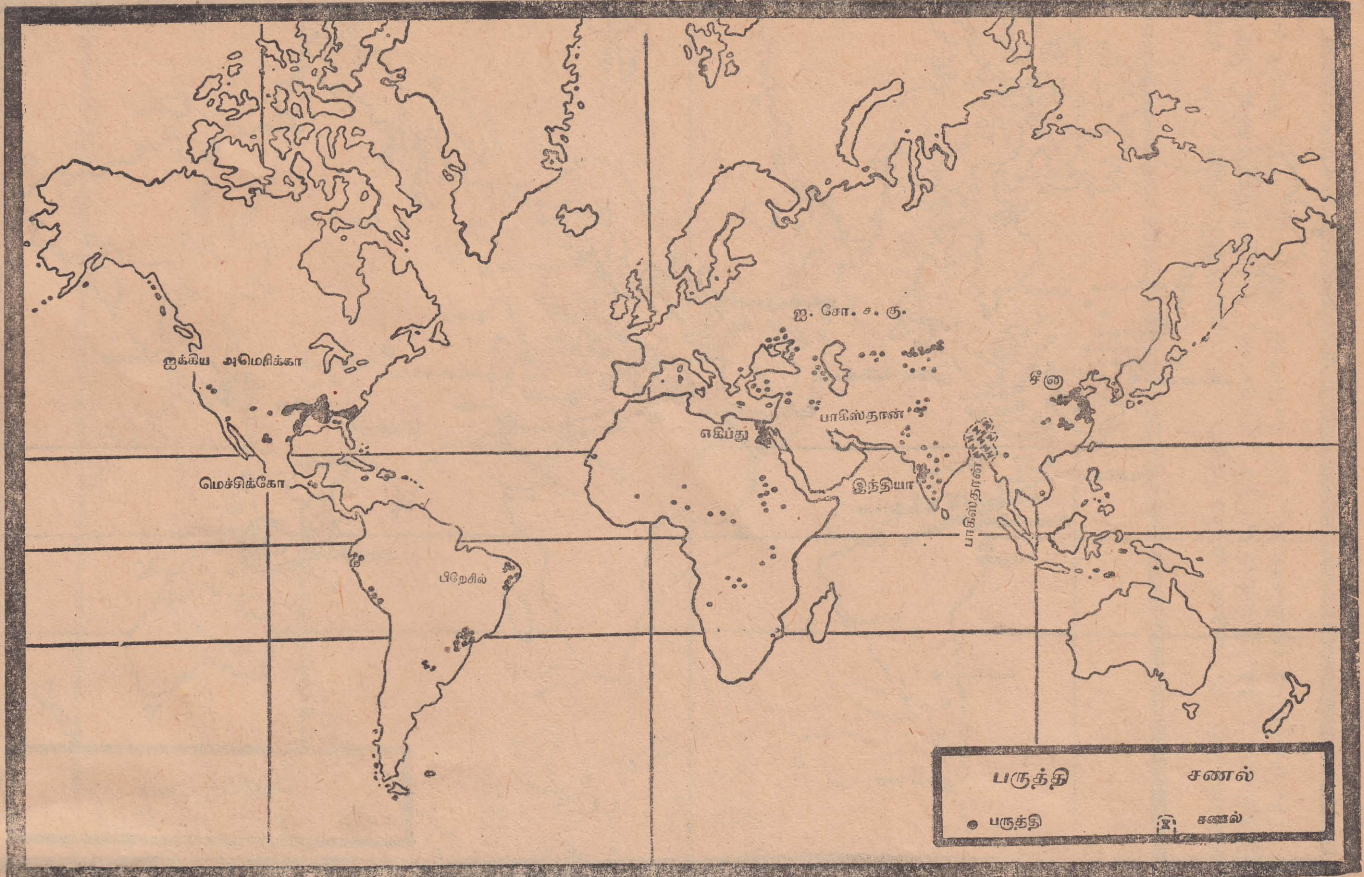 ஐ. சோ. ச. கு.
ஐக்கிய அமெரிக்கா
சீனா
பாகிஸ்தான்
எகிப்து
மெச்சிக்கோ
இந்தியா
பாகிஸ்தான்
பிறேசில்
பருத்தி சணல்
பருத்தி சணல்